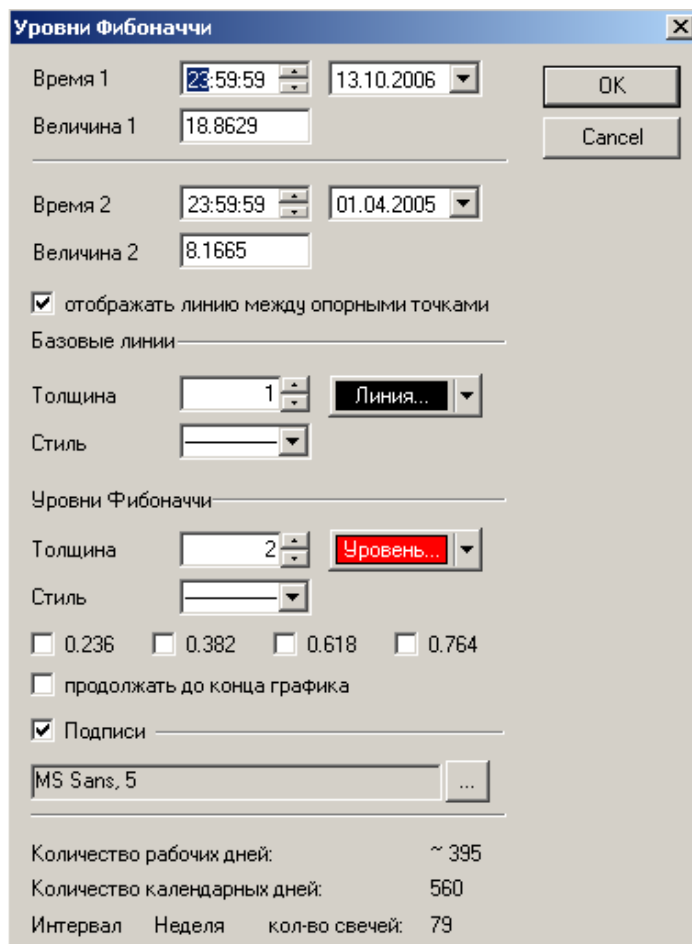 Уровни Фибоначчи
Время 1 23:59:59 13.10.2006 OK
Величина 1 18.8629 Cancel
Время 2 23:59:59 01.04.2005
Величина 2 8.1665
отображать линию между опорными точками
Базовые линии
Толщина 1 Линия...
Стиль
Уровни Фибоначчи
Толщина 2 Уровень...
Стиль
0.236 0.382 0.618 0.764
продолжать до конца графика
Подписи
MS Sans, 5 ...
Количество рабочих дней: ~ 395
Количество календарных дней: 560
Интервал Неделя кол-во свечей: 79